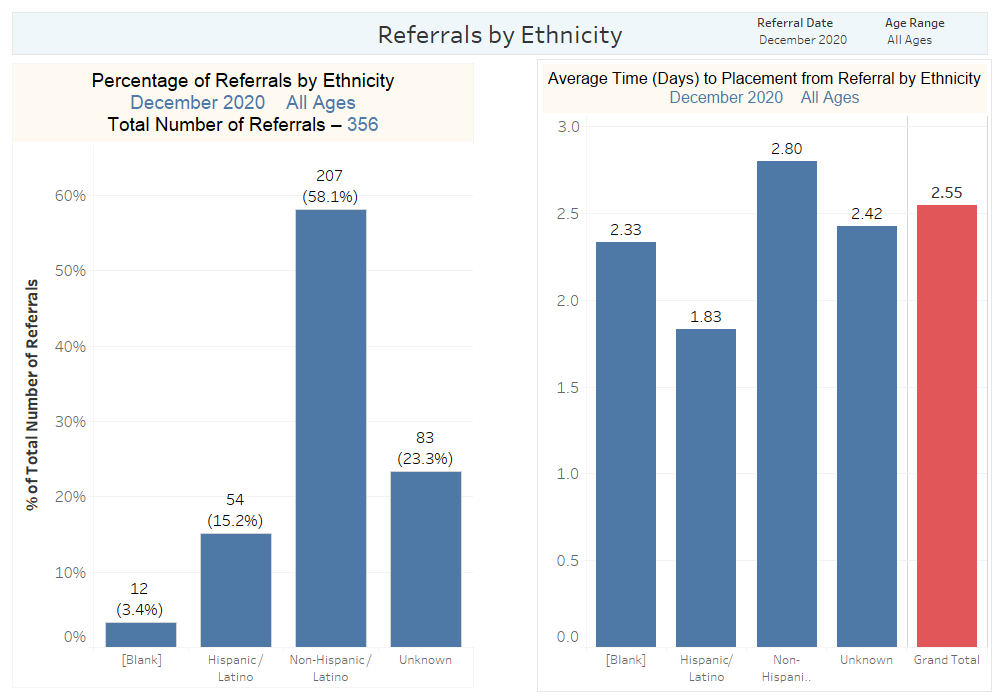 Referrals by Ethnicity
Referral Date
December 2020
Age Range
All Ages
Percentage of Referrals by Ethnicity
December 2020 All Ages
Total Number of Referrals – 356
% of Total Number of Referrals
60%
50%
40%
30%
20%
10%
0%
12
(3.4%)
54
(15.2%)
207
(58.1%)
83
(23.3%)
[Blank]
Hispanic/
Latino
Non-Hispanic/
Latino
Unknown
Average Time (Days) to Placement from Referral by Ethnicity
December 2020 All Ages
3.0
2.5
2.0
1.5
1.0
0.5
0.0
2.33
1.83
2.80
2.42
2.55
[Blank]
Hispanic/
Latino
Non-
Hispani..
Unknown
Grand Total